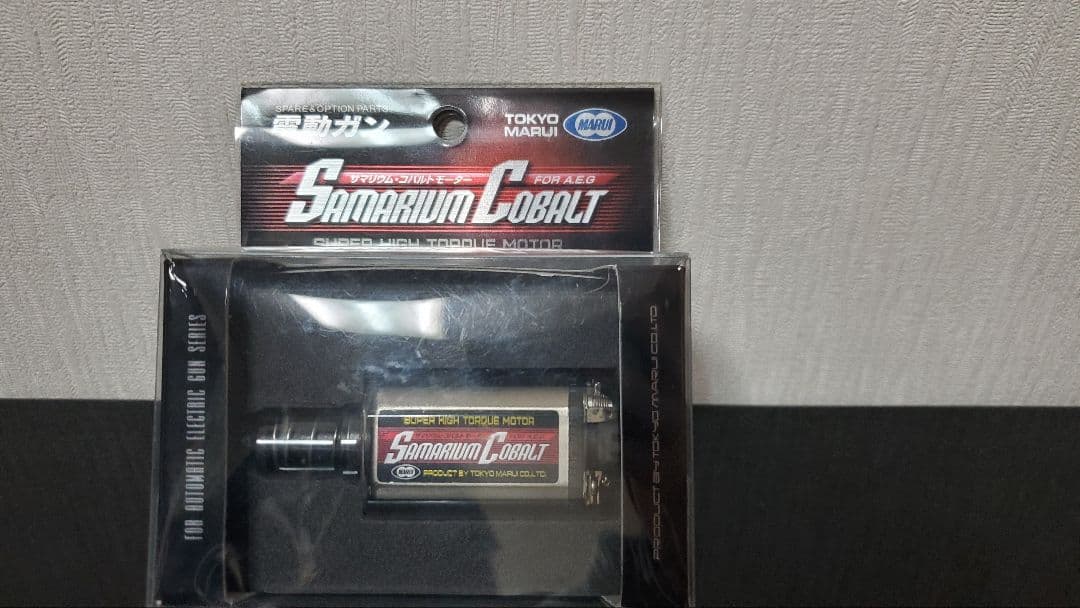 SPARE & OPTION PARTS
電動ガン
TOKYO
MARUI
MARUI
サマリウム・コバルトモーター
FOR A.E.G
SAMARIUM COBALT
SUPER HIGH TORQUE MOTOR
FOR AUTOMATIC ELECTRIC GUN SERIES
SUPER HIGH TORQUE MOTOR
SAMARIUM COBALT
MARUI
PRODUCT BY TOKYO MARUI CO.,LTD.
PRODUCT BY TOKYO MARUI CO.LTD